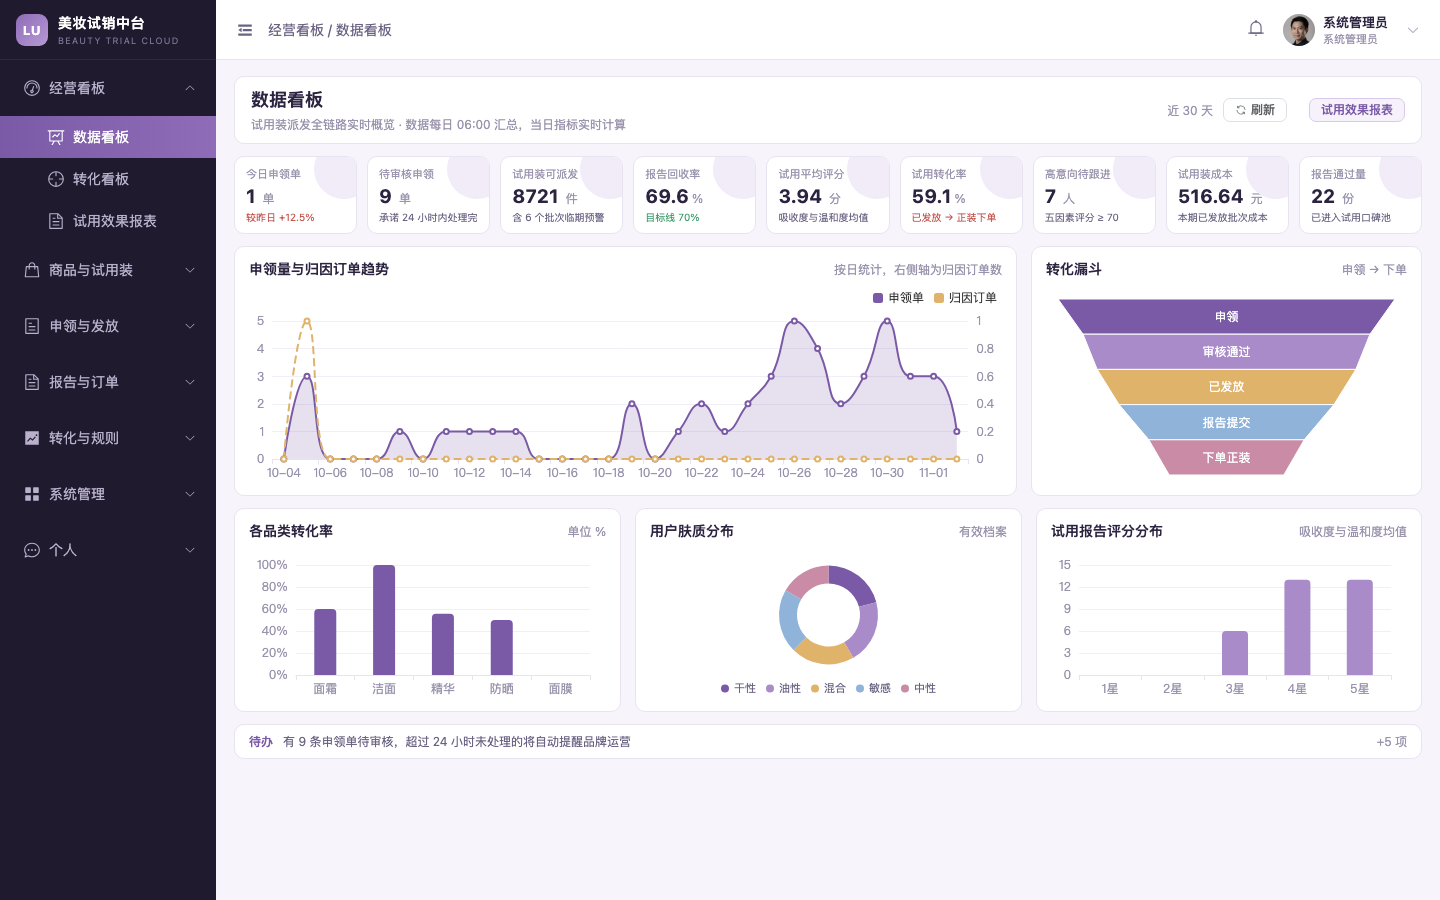 LU
美妆试销中台
BEAUTY TRIAL CLOUD
经营看板
数据看板
转化看板
试用效果报表
商品与试用装
申领与发放
报告与订单
转化与规则
系统管理
个人
经营看板 / 数据看板
系统管理员
系统管理员
数据看板
试用装派发全链路实时概览 · 数据每日 06:00 汇总，当日指标实时计算
近 30 天
刷新
试用效果报表
今日申领单
1 单
较昨日 +12.5%
待审核申领
9 单
承诺 24 小时内处理完
试用装可派发
8721 件
含 6 个批次临期预警
报告回收率
69.6 %
目标线 70%
试用平均评分
3.94 分
吸收度与温和度均值
试用转化率
59.1 %
已发放 → 正装下单
高意向待跟进
7 人
五因素评分 ≥ 70
试用装成本
516.64 元
本期已发放批次成本
报告通过量
22 份
已进入试用口碑池
申领量与归因订单趋势
按日统计，右侧轴为归因订单数
申领单 归因订单
5
4
3
2
1
0
1
0.8
0.6
0.4
0.2
0
10-04 10-06 10-08 10-10 10-12 10-14 10-16 10-18 10-20 10-22 10-24 10-26 10-28 10-30 11-01
转化漏斗
申领 → 下单
申领
审核通过
已发放
报告提交
下单正装
各品类转化率
单位 %
100%
80%
60%
40%
20%
0%
面霜 洁面 精华 防晒 面膜
用户肤质分布
有效档案
干性 油性 混合 敏感 中性
试用报告评分分布
吸收度与温和度均值
15
12
9
6
3
0
1星 2星 3星 4星 5星
待办 有 9 条申领单待审核，超过 24 小时未处理的将自动提醒品牌运营
+5 项